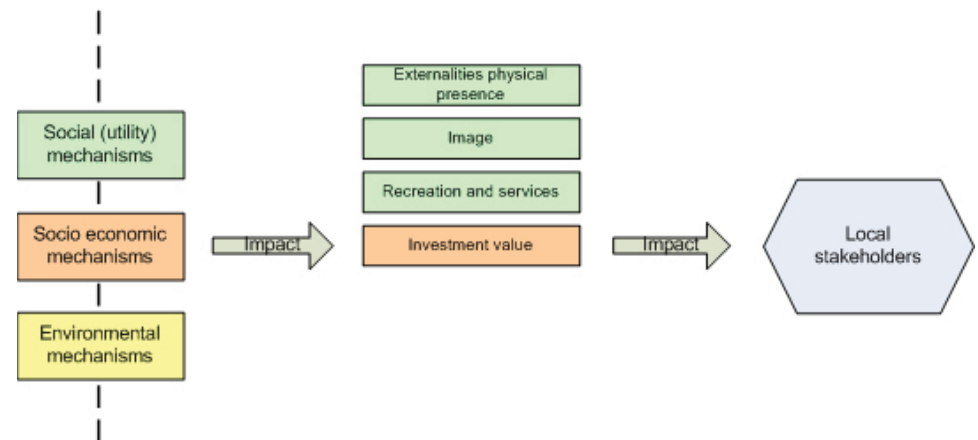 Social (utility)
mechanisms
Socio economic
mechanisms
Environmental
mechanisms
Impact
Externalities physical
presence
Image
Recreation and services
Investment value
Impact
Local
stakeholders